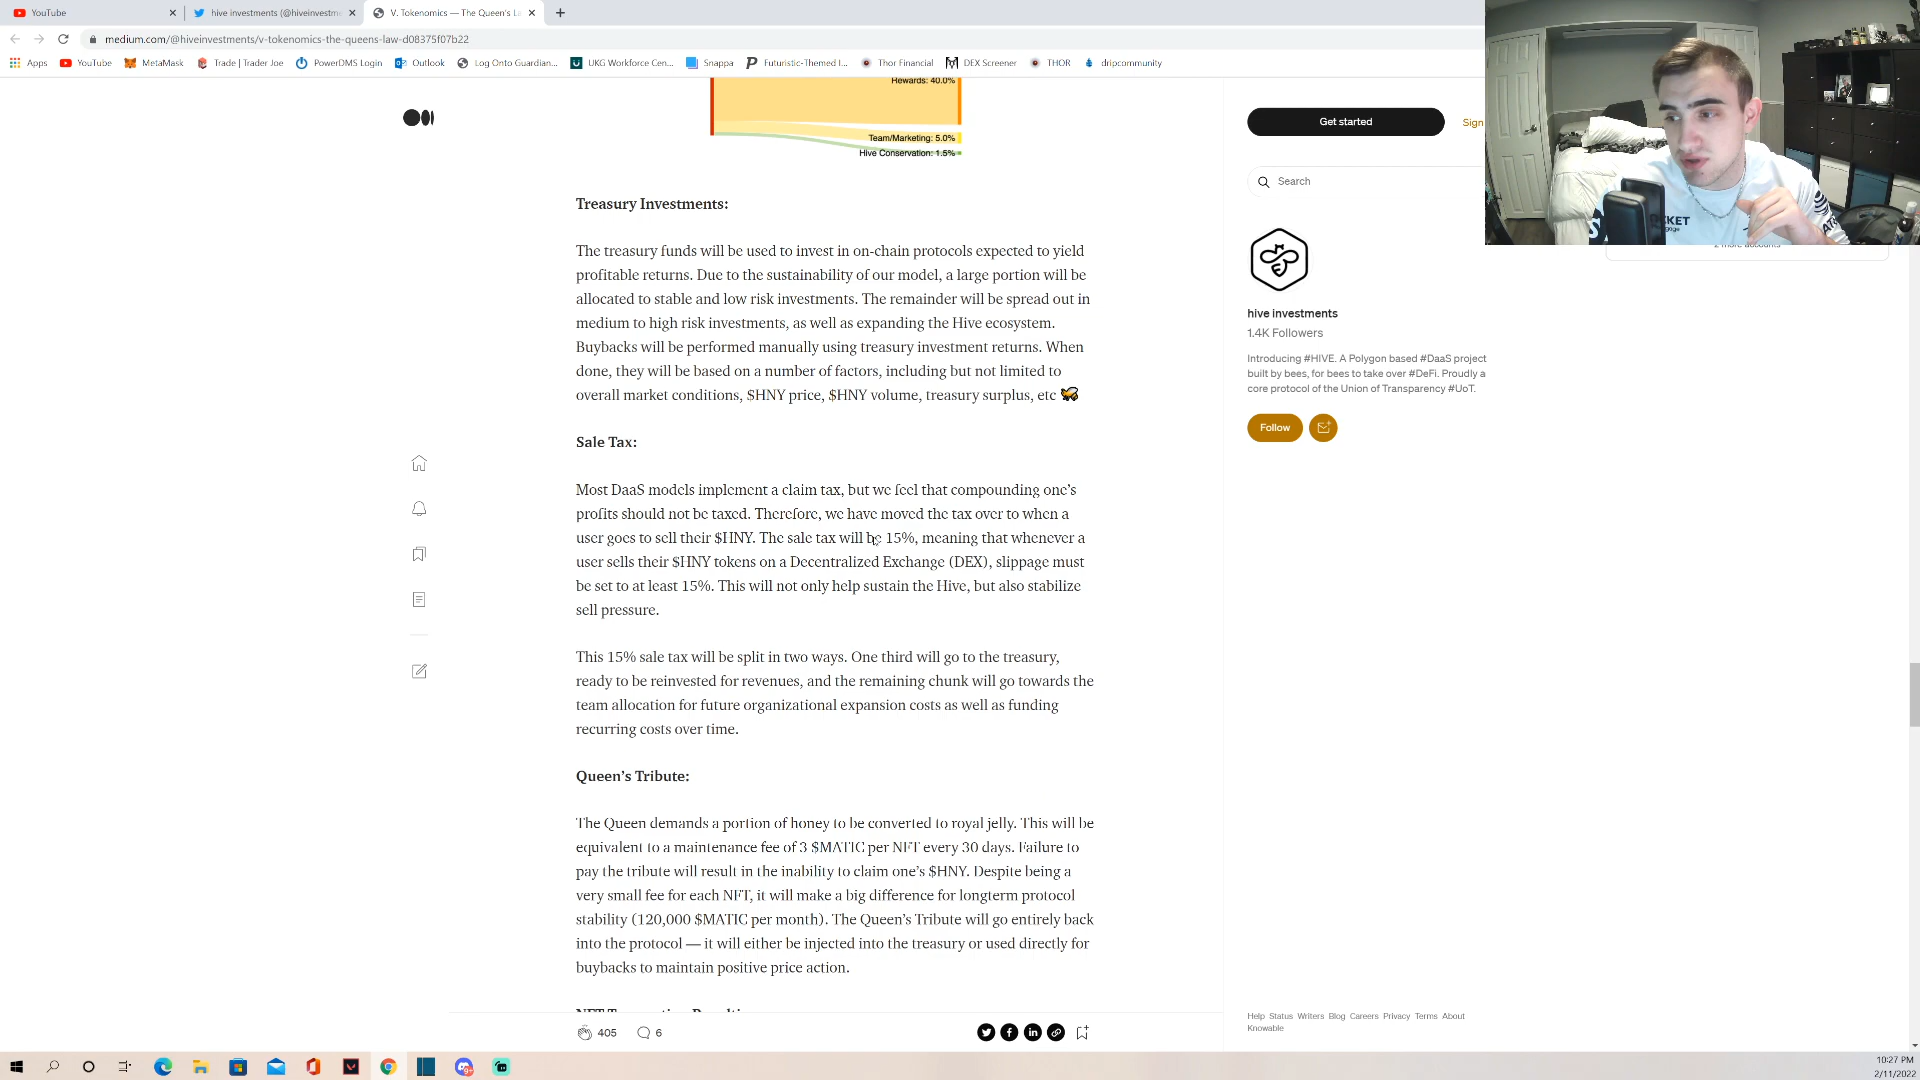 YouTube
hive investments (@hiveinvestm
V. Tokenomics — The Queen's La
medium.com/@hiveinvestments/v-tokenomics-the-queens-law-d08375f07b22
Apps YouTube MetaMask Trade | Trader Joe PowerDMS Login Outlook Log Onto Guardian... UKG Workforce Cen... Snappa Futuristic-Themed I... Thor Financial DEX Screener THOR dripcommunity
Rewards: 40.0%
Team/Marketing: 5.0%
Hive Conservation: 1.5%
Treasury Investments:
The treasury funds will be used to invest in on-chain protocols expected to yield
profitable returns. Due to the sustainability of our model, a large portion will be
allocated to stable and low risk investments. The remainder will be spread out in
medium to high risk investments, as well as expanding the Hive ecosystem.
Buybacks will be performed manually using treasury investment returns. When
done, they will be based on a number of factors, including but not limited to
overall market conditions, $HNY price, $HNY volume, treasury surplus, etc
Sale Tax:
Most DaaS models implement a claim tax, but we feel that compounding one's
profits should not be taxed. Therefore, we have moved the tax over to when a
user goes to sell their $HNY. The sale tax will be 15%, meaning that whenever a
user sells their $HNY tokens on a Decentralized Exchange (DEX), slippage must
be set to at least 15%. This will not only help sustain the Hive, but also stabilize
sell pressure.
This 15% sale tax will be split in two ways. One third will go to the treasury,
ready to be reinvested for revenues, and the remaining chunk will go towards the
team allocation for future organizational expansion costs as well as funding
recurring costs over time.
Queen's Tribute:
The Queen demands a portion of honey to be converted to royal jelly. This will be
equivalent to a maintenance fee of 3 $MATIC per NFT every 30 days. Failure to
pay the tribute will result in the inability to claim one's $HNY. Despite being a
very small fee for each NFT, it will make a big difference for longterm protocol
stability (120,000 $MATIC per month). The Queen's Tribute will go entirely back
into the protocol — it will either be injected into the treasury or used directly for
buybacks to maintain positive price action.
405 6
Get started
Sign
Search
hive investments
1.4K Followers
Introducing #HIVE. A Polygon based #DaaS project
built by bees, for bees to take over #DeFi. Proudly a
core protocol of the Union of Transparency #UoT.
Follow
Help Status Writers Blog Careers Privacy Terms About
Knowable
10:27 PM
2/11/2022